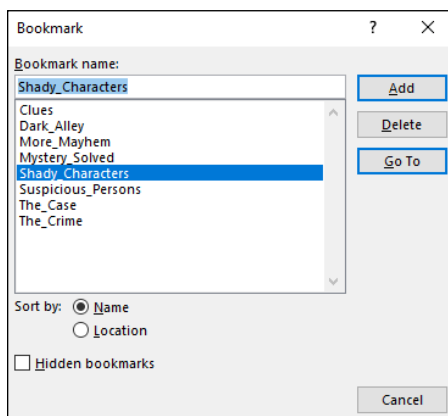 Bookmark ? ×
Bookmark name:
Shady_Characters
Add
Clues
Dark_Alley
More_Mayhem
Mystery_Solved
Shady_Characters
Suspicious_Persons
The_Case
The_Crime
Delete
Go To
Sort by: Name
Location
Hidden bookmarks
Cancel